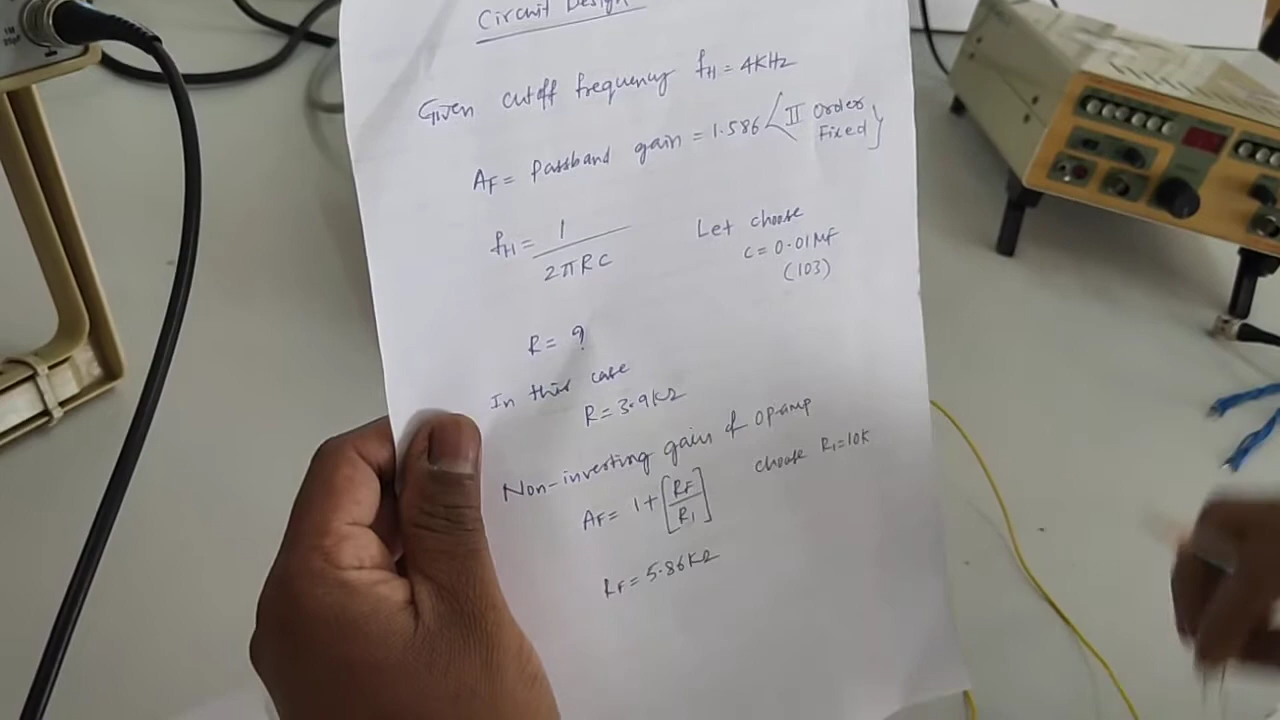 Circuit Design
Given cutoff frequency fH = 4KHz
AF = Passband gain = 1.586 { II Order
Fixed }
fH = 1
2πRC
Let choose
C = 0.01Mf
(103)
R = ?
In this case
R = 3.9KΩ
Non-inverting gain of op-amp
AF = 1 + [RF
R1]
choose R1=10K
RF = 5.86KΩ
1M